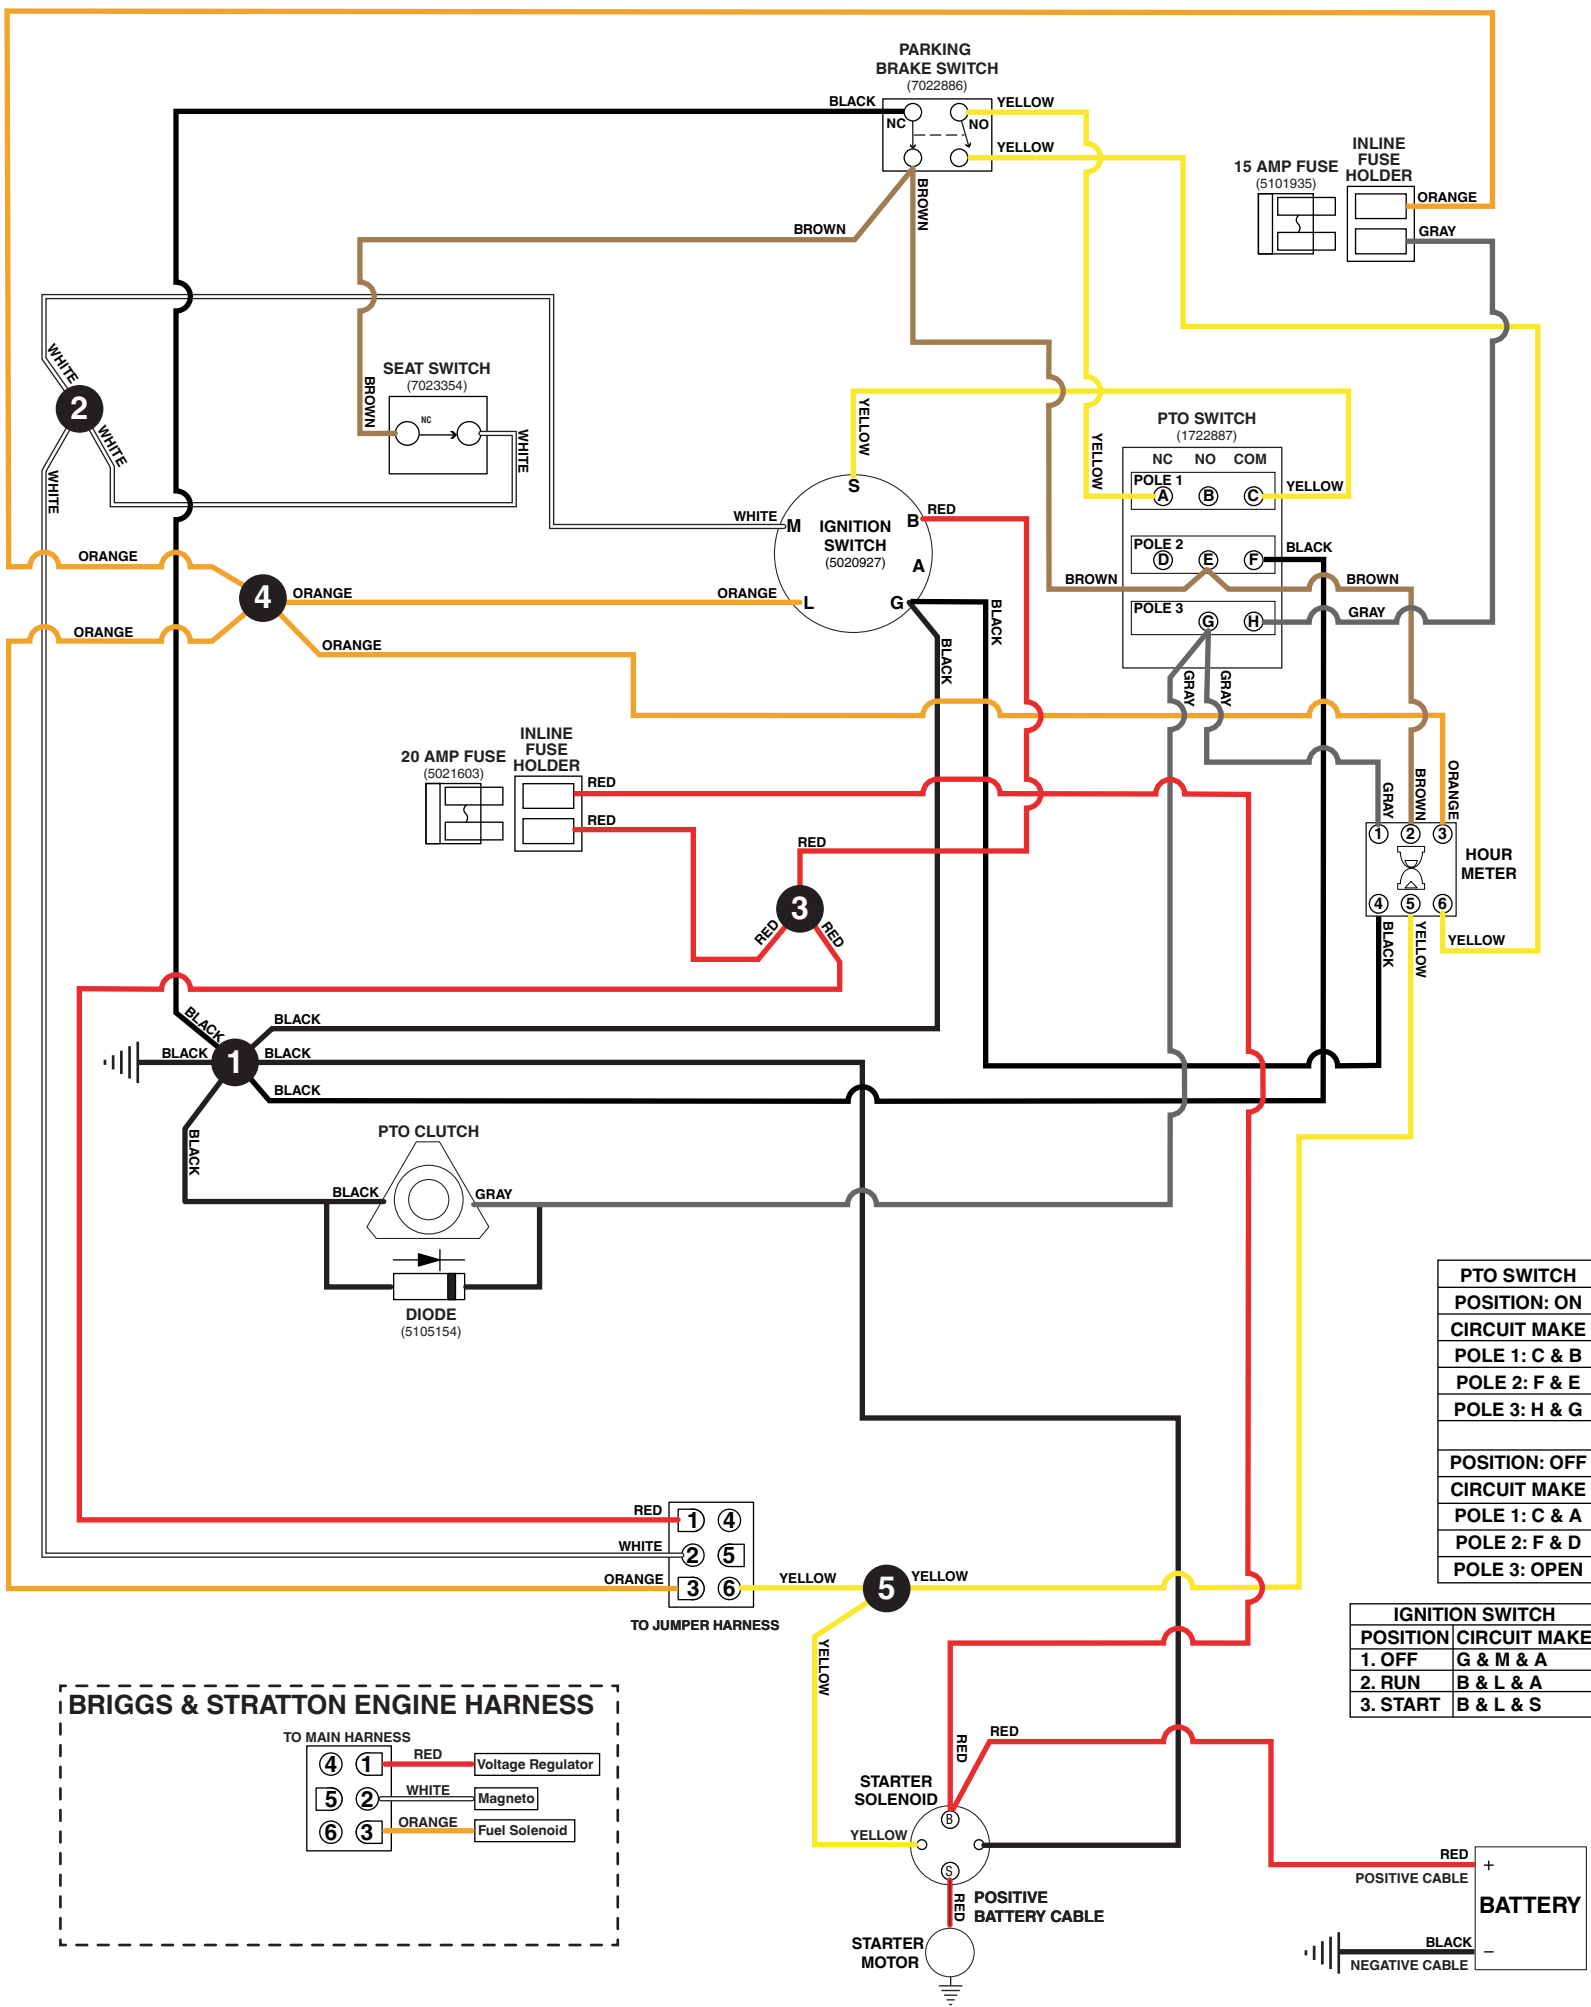 PARKING
BRAKE SWITCH
(7022886)
BLACK
YELLOW
NC
NO
YELLOW
BROWN
BROWN
15 AMP FUSE
(5101935)
INLINE
FUSE
HOLDER
ORANGE
GRAY
WHITE
2
WHITE
WHITE
SEAT SWITCH
(7023354)
NC
BROWN
WHITE
YELLOW
S
WHITE
M
IGNITION
SWITCH
(5020927)
B
RED
A
L
G
BLACK
BLACK
PTO SWITCH
(1722887)
NC NO COM
YELLOW
POLE 1
A B C
YELLOW
POLE 2
D E F
BLACK
BROWN
BROWN
POLE 3
G H
GRAY
GRAY
GRAY
ORANGE
4
ORANGE
ORANGE
ORANGE
ORANGE
20 AMP FUSE
(5021603)
INLINE
FUSE
HOLDER
RED
RED
RED
3
RED
RED
GRAY
BROWN
ORANGE
1 2 3
HOUR
METER
4 5 6
BLACK
YELLOW
YELLOW
BLACK
BLACK
BLACK
1
BLACK
BLACK
BLACK
PTO CLUTCH
BLACK
GRAY
DIODE
(5105154)
PTO SWITCH
POSITION: ON
CIRCUIT MAKE
POLE 1: C & B
POLE 2: F & E
POLE 3: H & G
POSITION: OFF
CIRCUIT MAKE
POLE 1: C & A
POLE 2: F & D
POLE 3: OPEN
IGNITION SWITCH
POSITION CIRCUIT MAKE
1. OFF G & M & A
2. RUN B & L & A
3. START B & L & S
RED
1 4
WHITE
2 5
ORANGE
3 6
YELLOW
5
YELLOW
TO JUMPER HARNESS
YELLOW
BRIGGS & STRATTON ENGINE HARNESS
TO MAIN HARNESS
4 1
RED
Voltage Regulator
5 2
WHITE
Magneto
6 3
ORANGE
Fuel Solenoid
RED
RED
STARTER
SOLENOID
B
YELLOW
S
RED
POSITIVE
BATTERY CABLE
STARTER
MOTOR
RED
POSITIVE CABLE
+
BATTERY
BLACK
−
NEGATIVE CABLE